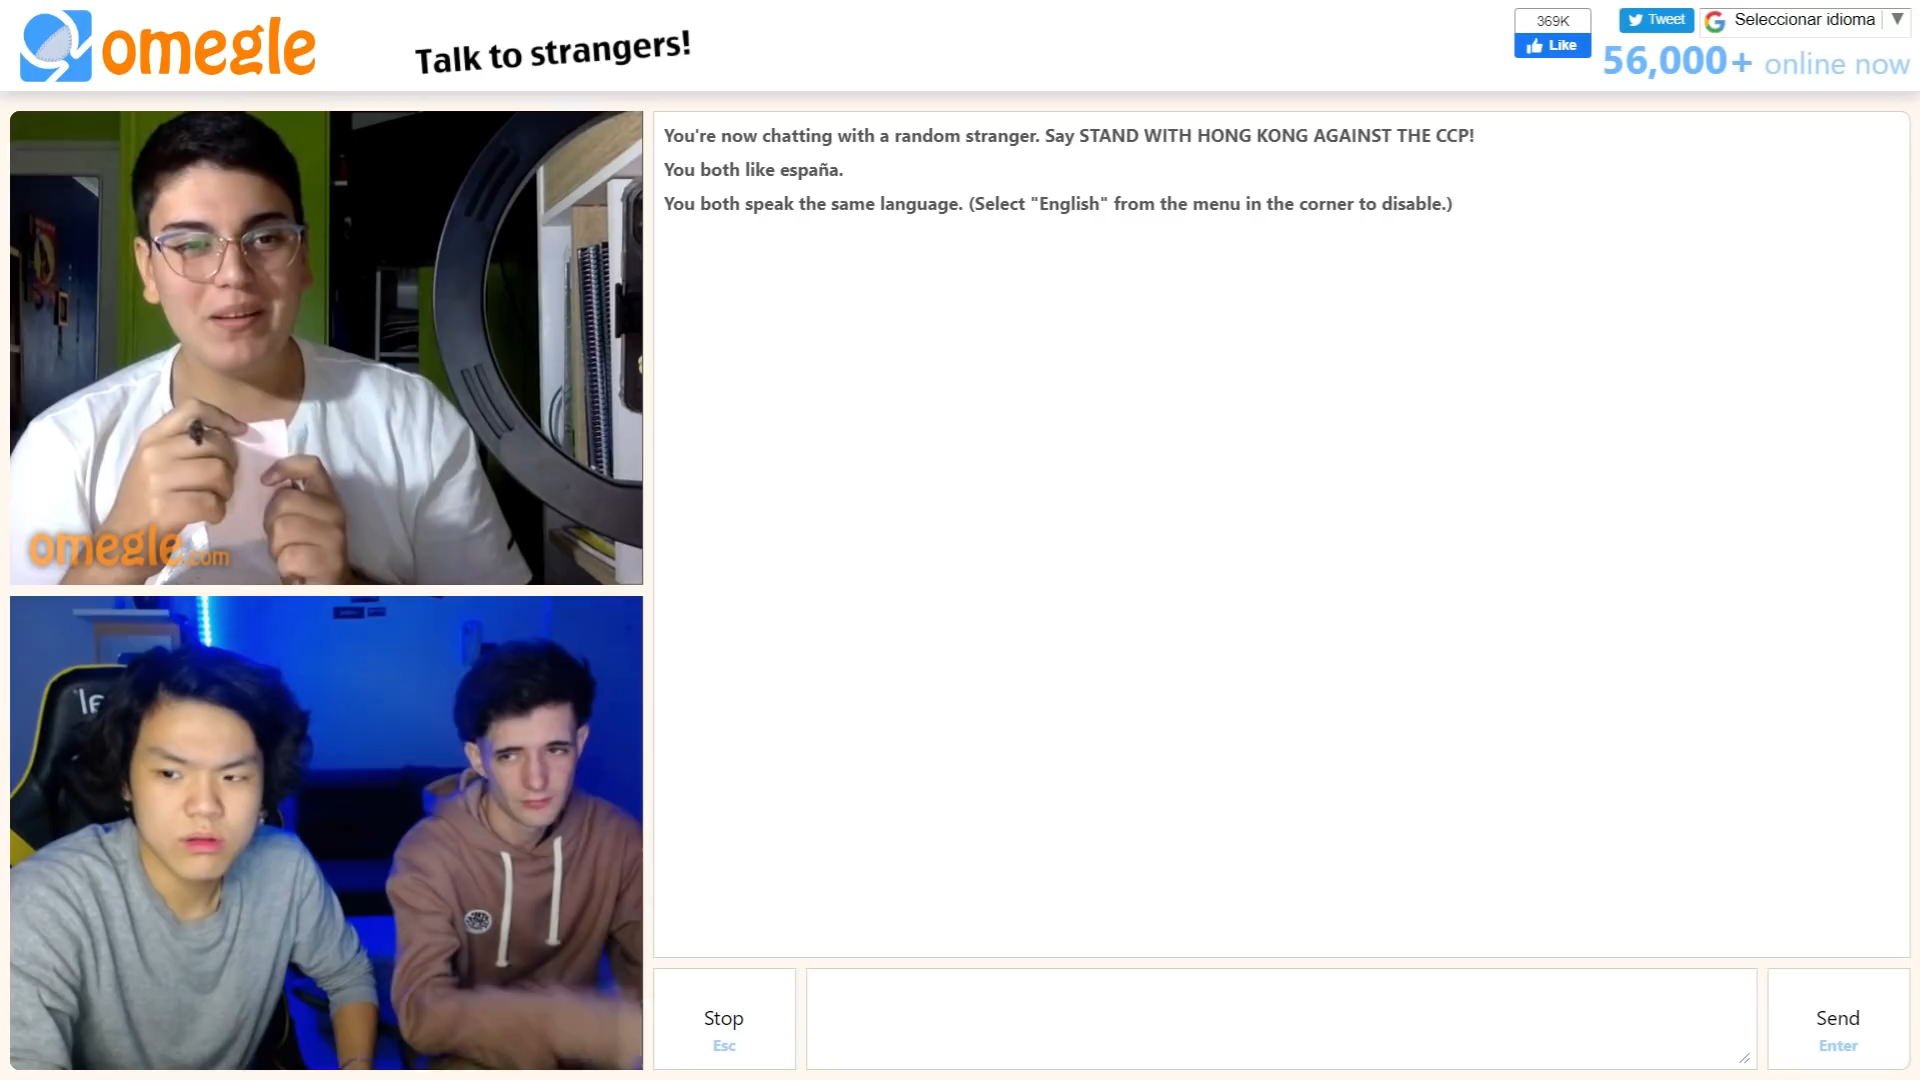 omegle
Talk to strangers!
369K
Like
Tweet
Seleccionar idioma
56,000+ online now
You're now chatting with a random stranger. Say STAND WITH HONG KONG AGAINST THE CCP!
You both like españa.
You both speak the same language. (Select "English" from the menu in the corner to disable.)
omegle.com
Stop
Esc
Send
Enter